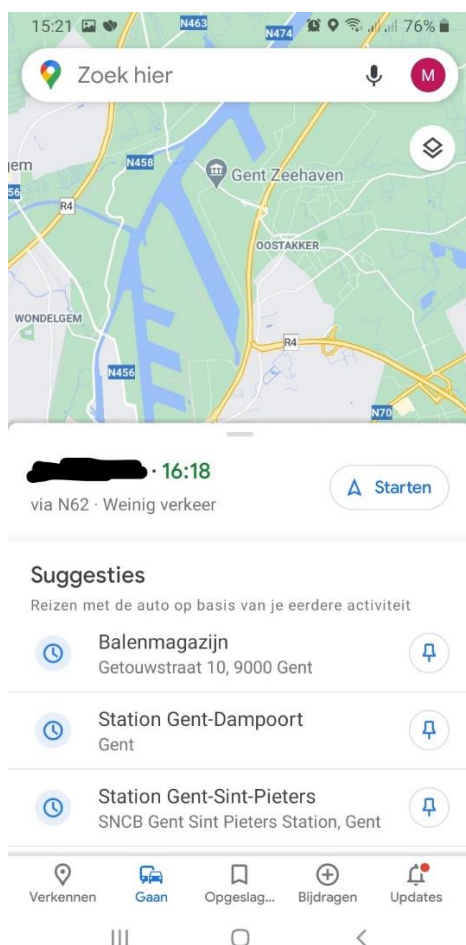 15:21
76%
N463
N474
Zoek hier
M
em
N458
Gent Zeehaven
56
R4
OOSTAKKER
WONDELGEM
R4
N456
N70
· 16:18
via N62 · Weinig verkeer
Starten
Suggesties
Reizen met de auto op basis van je eerdere activiteit
Balenmagazijn
Getouwstraat 10, 9000 Gent
Station Gent-Dampoort
Gent
Station Gent-Sint-Pieters
SNCB Gent Sint Pieters Station, Gent
Verkennen
Gaan
Opgeslag...
Bijdragen
Updates